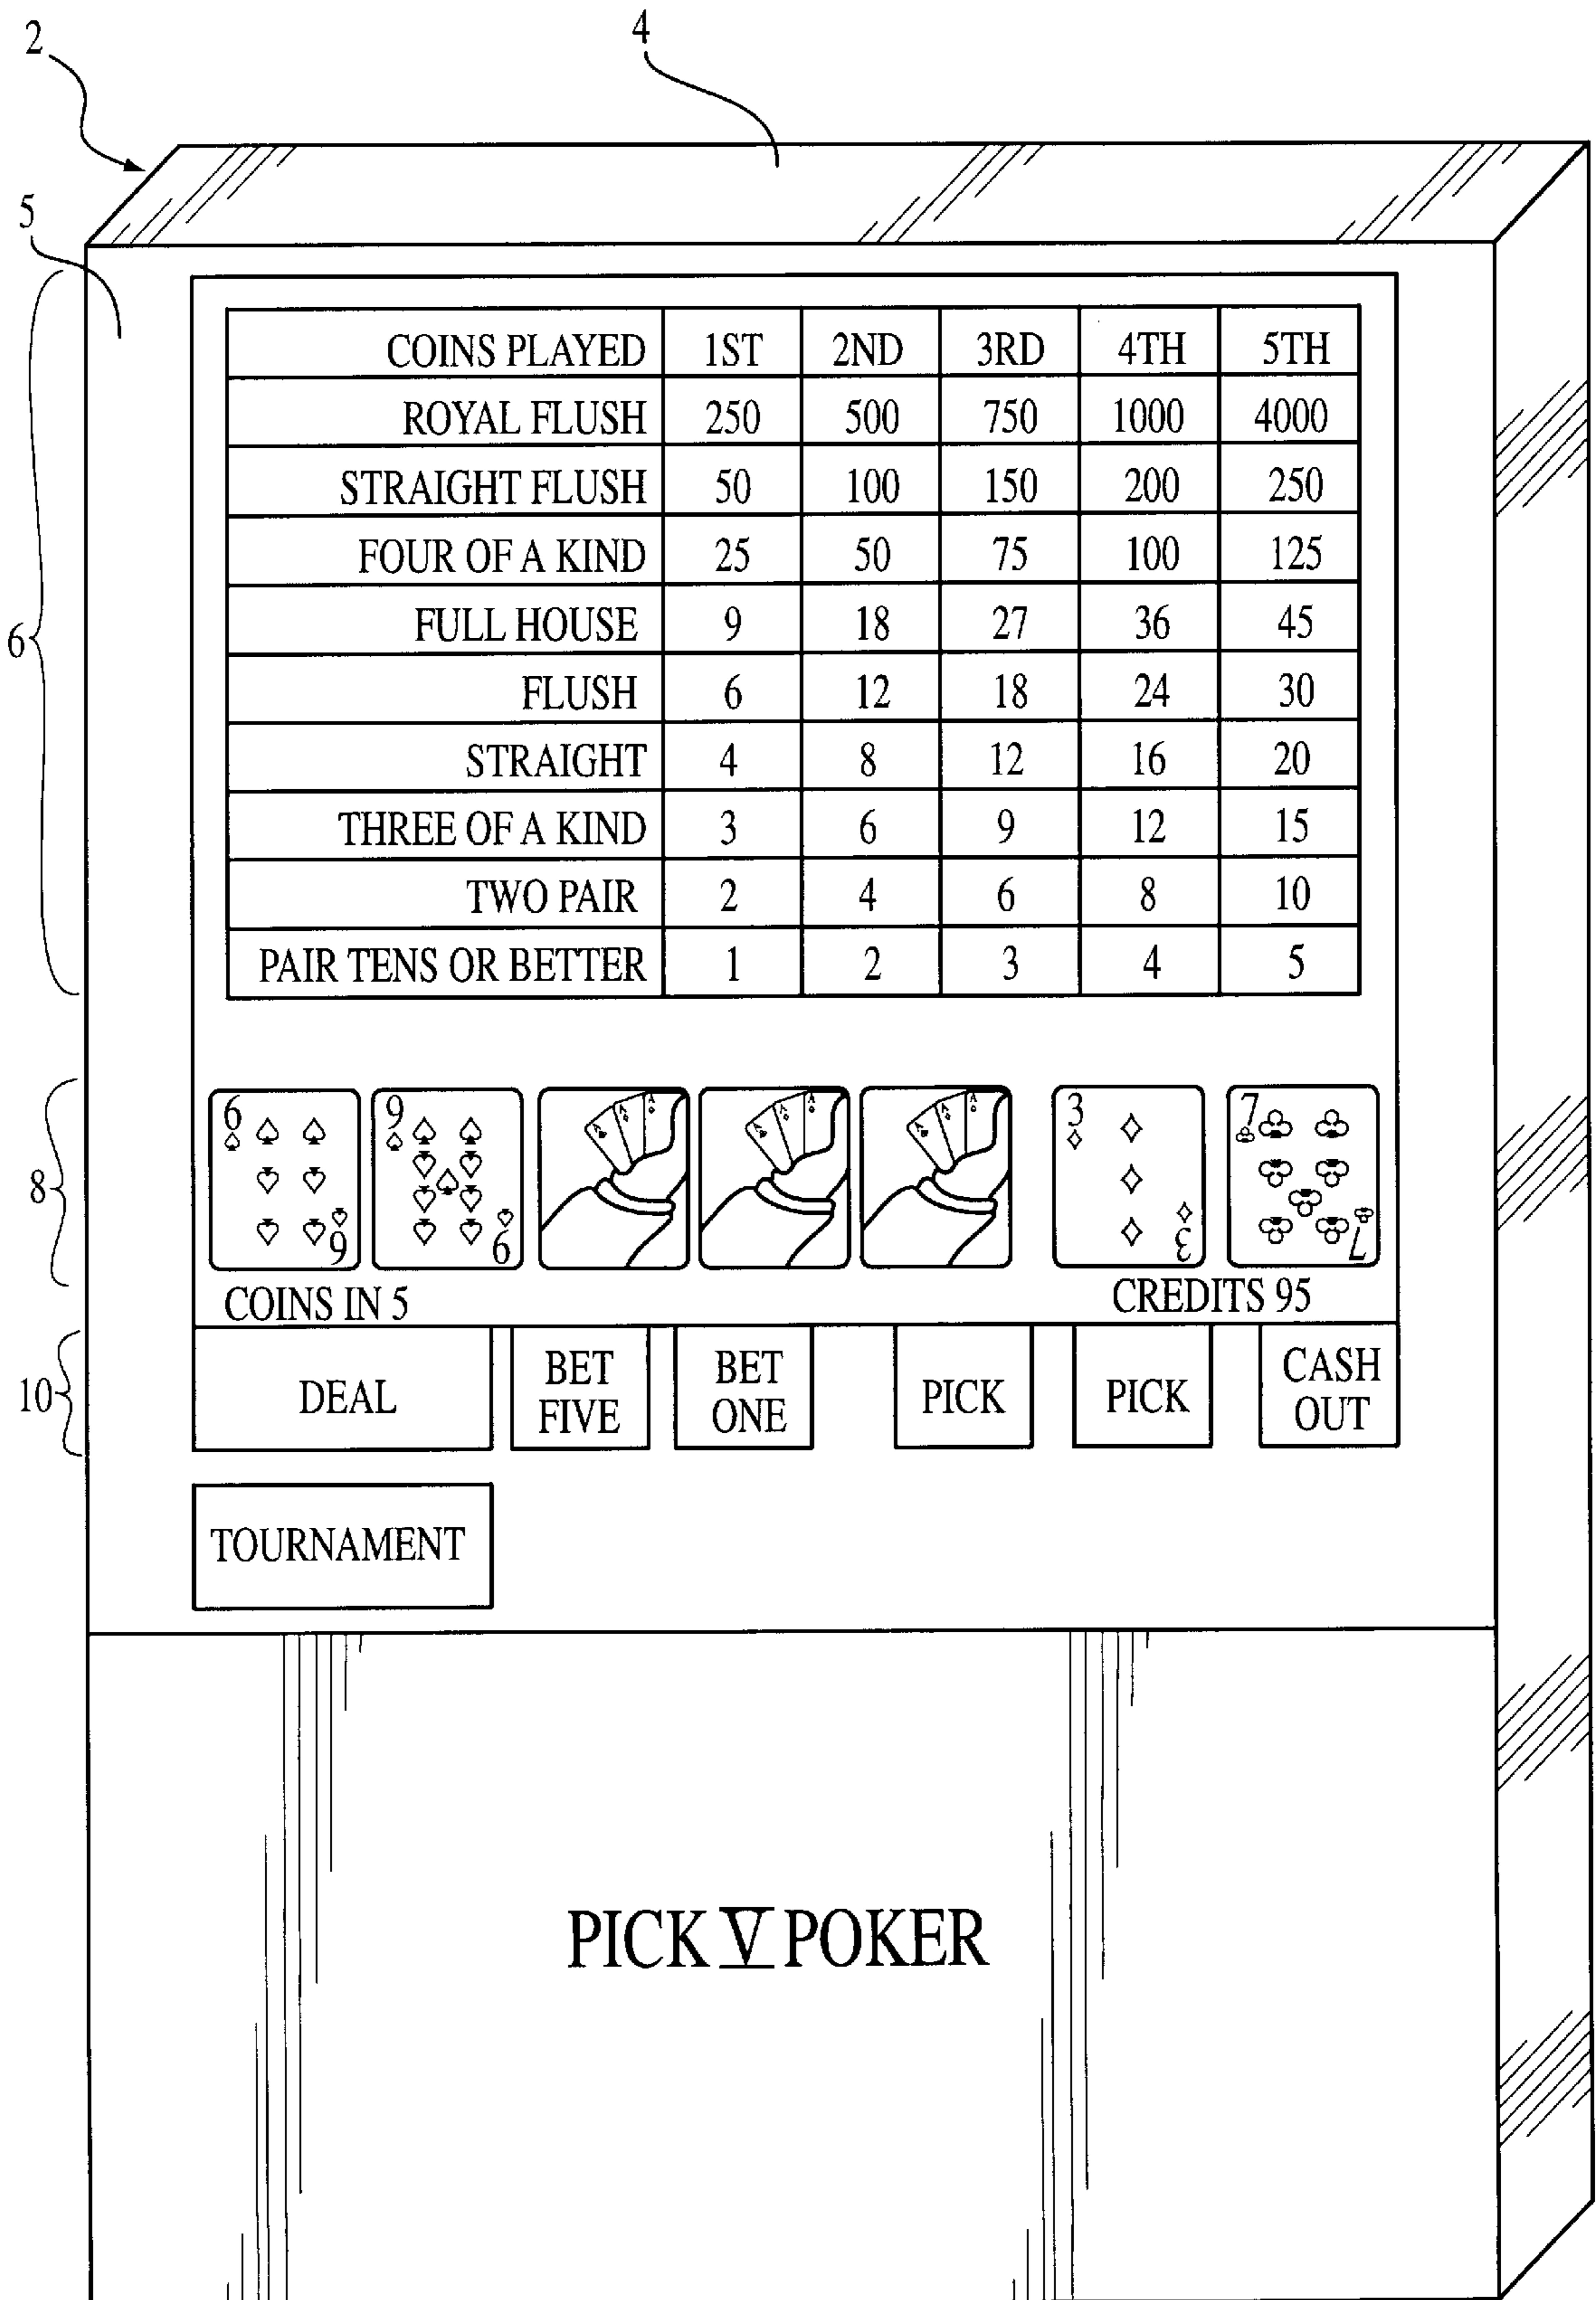 2
4
5
6
COINS PLAYED 1ST 2ND 3RD 4TH 5TH
ROYAL FLUSH 250 500 750 1000 4000
STRAIGHT FLUSH 50 100 150 200 250
FOUR OF A KIND 25 50 75 100 125
FULL HOUSE 9 18 27 36 45
FLUSH 6 12 18 24 30
STRAIGHT 4 8 12 16 20
THREE OF A KIND 3 6 9 12 15
TWO PAIR 2 4 6 8 10
PAIR TENS OR BETTER 1 2 3 4 5
8
6 9 A A A A A A A A A 3 7
6 9 3 7
COINS IN 5 CREDITS 95
10
DEAL BET FIVE BET ONE PICK PICK CASH OUT
TOURNAMENT
PICK V POKER